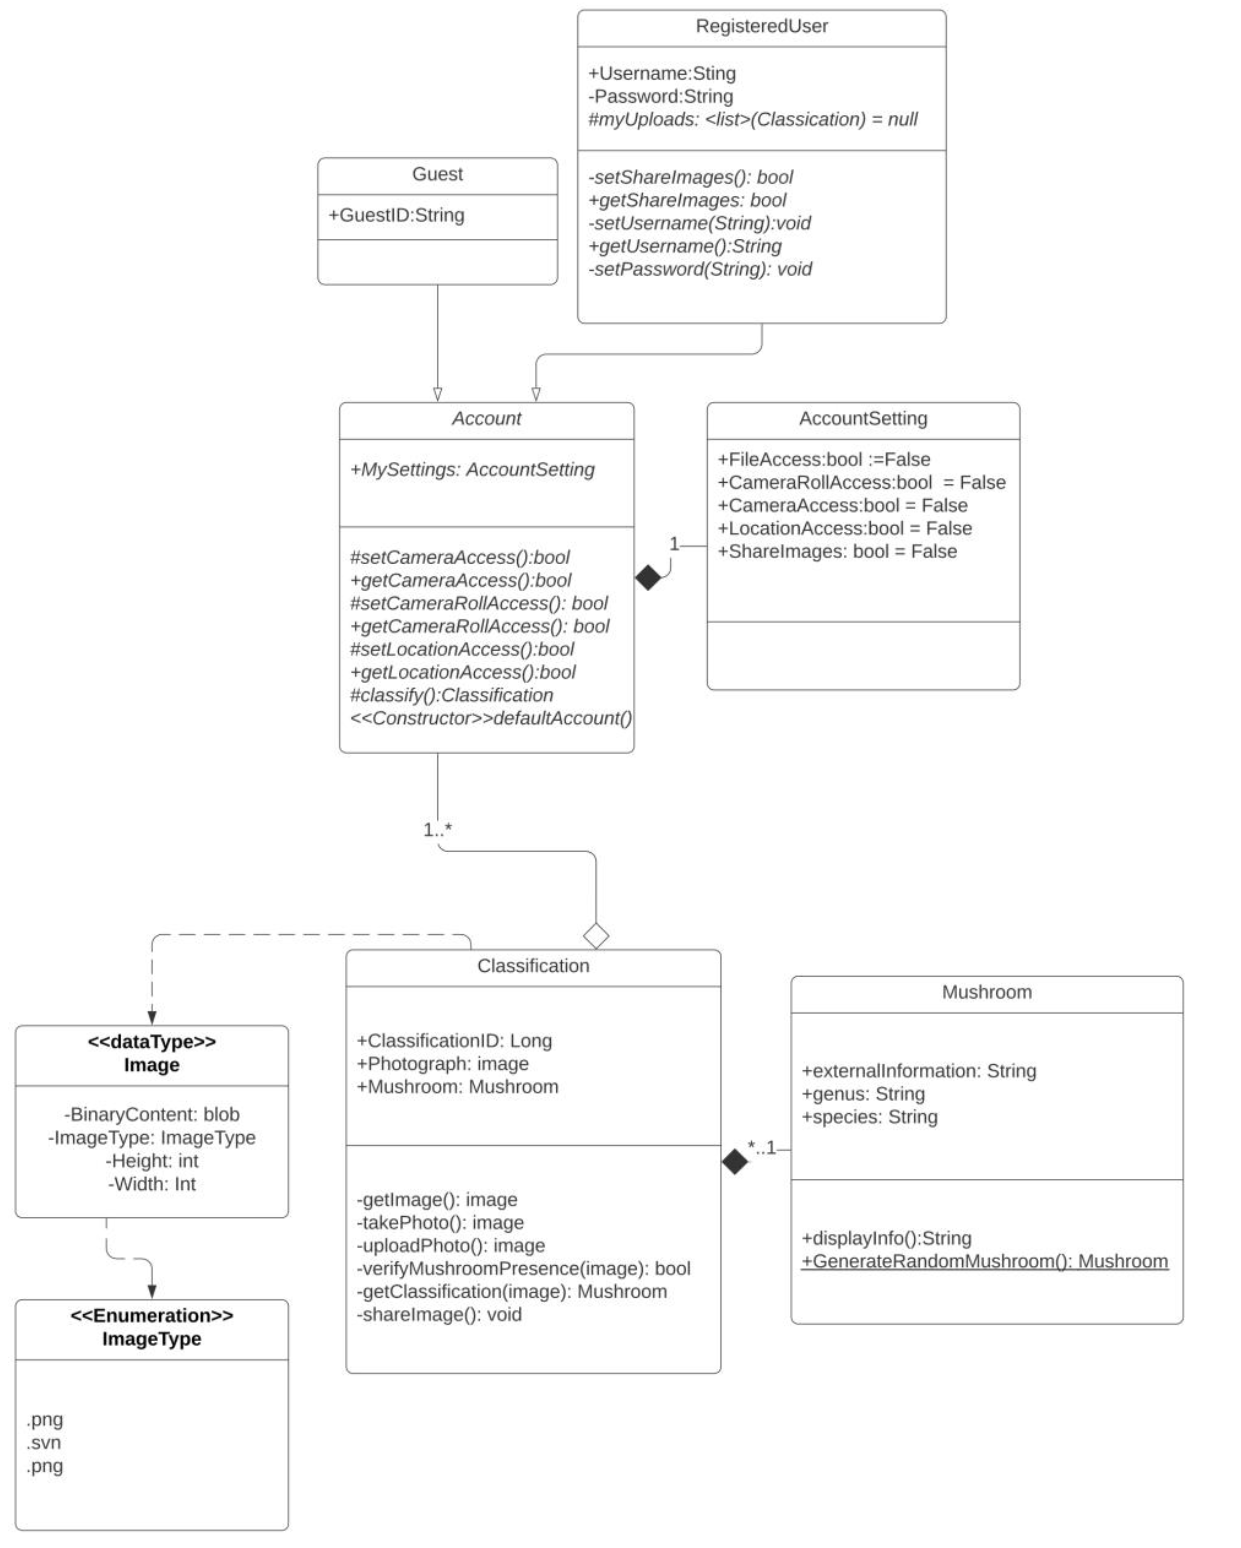 RegisteredUser
+Username:Sting
-Password:String
#myUploads: <list>(Classication) = null
-setShareImages(): bool
+getShareImages: bool
-setUsername(String):void
+getUsername():String
-setPassword(String): void
Guest
+GuestID:String
Account
+MySettings: AccountSetting
#setCameraAccess():bool
+getCameraAccess():bool
#setCameraRollAccess(): bool
+getCameraRollAccess(): bool
#setLocationAccess():bool
+getLocationAccess():bool
#classify():Classification
<<Constructor>>defaultAccount()
AccountSetting
+FileAccess:bool :=False
+CameraRollAccess:bool  = False
+CameraAccess:bool = False
+LocationAccess:bool = False
+ShareImages: bool = False
1
1..*
Classification
+ClassificationID: Long
+Photograph: image
+Mushroom: Mushroom
-getImage(): image
-takePhoto(): image
-uploadPhoto(): image
-verifyMushroomPresence(image): bool
-getClassification(image): Mushroom
-shareImage(): void
*..1
Mushroom
+externalInformation: String
+genus: String
+species: String
+displayInfo():String
+GenerateRandomMushroom(): Mushroom
<<dataType>>
Image
-BinaryContent: blob
-ImageType: ImageType
-Height: int
-Width: Int
<<Enumeration>>
ImageType
.png
.svn
.png